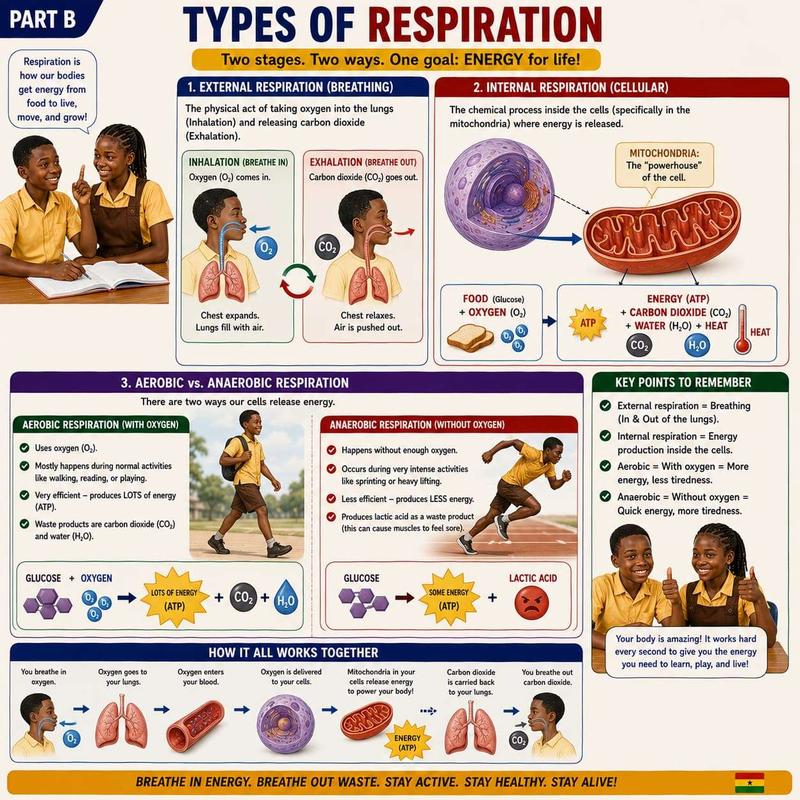 PART B
TYPES OF RESPIRATION
Two stages. Two ways. One goal: ENERGY for life!
Respiration is
how our bodies
get energy from
food to live,
move, and grow!
1. EXTERNAL RESPIRATION (BREATHING)
The physical act of taking oxygen into the lungs
(Inhalation) and releasing carbon dioxide
(Exhalation).
INHALATION (BREATHE IN)
Oxygen (O₂) comes in.
O₂
Chest expands.
Lungs fill with air.
EXHALATION (BREATHE OUT)
Carbon dioxide (CO₂) goes out.
CO₂
Chest relaxes.
Air is pushed out.
2. INTERNAL RESPIRATION (CELLULAR)
The chemical process inside the cells (specifically in the
mitochondria) where energy is released.
MITOCHONDRIA:
The "powerhouse"
of the cell.
FOOD (Glucose)
+ OXYGEN (O₂)
O₂
O₂
O₂
ATP
ENERGY (ATP)
+ CARBON DIOXIDE (CO₂)
+ WATER (H₂O) + HEAT
CO₂
H₂O
HEAT
3. AEROBIC vs. ANAEROBIC RESPIRATION
There are two ways our cells release energy.
AEROBIC RESPIRATION (WITH OXYGEN)
Uses oxygen (O₂).
Mostly happens during normal activities
like walking, reading, or playing.
Very efficient – produces LOTS of energy
(ATP).
Waste products are carbon dioxide (CO₂)
and water (H₂O).
GLUCOSE + OXYGEN
O₂
O₂
O₂
O₂
LOTS OF ENERGY
(ATP)
+ CO₂ + H₂O
ANAEROBIC RESPIRATION (WITHOUT OXYGEN)
Happens without enough oxygen.
Occurs during very intense activities
like sprinting or heavy lifting.
Less efficient – produces LESS energy.
Produces lactic acid as a waste product
(this can cause muscles to feel sore).
GLUCOSE
SOME ENERGY
(ATP)
+
LACTIC ACID
KEY POINTS TO REMEMBER
External respiration = Breathing
(In & Out of the lungs).
Internal respiration = Energy
production inside the cells.
Aerobic = With oxygen = More
energy, less tiredness.
Anaerobic = Without oxygen =
Quick energy, more tiredness.
Your body is amazing! It works hard
every second to give you the energy
you need to learn, play, and live!
HOW IT ALL WORKS TOGETHER
You breathe in
oxygen.
O₂
Oxygen goes to
your lungs.
Oxygen enters
your blood.
Oxygen is delivered
to your cells.
Mitochondria in your
cells release energy
to power your body!
ENERGY
(ATP)
Carbon dioxide
is carried back
to your lungs.
You breathe out
carbon dioxide.
CO₂
BREATHE IN ENERGY. BREATHE OUT WASTE. STAY ACTIVE. STAY HEALTHY. STAY ALIVE!